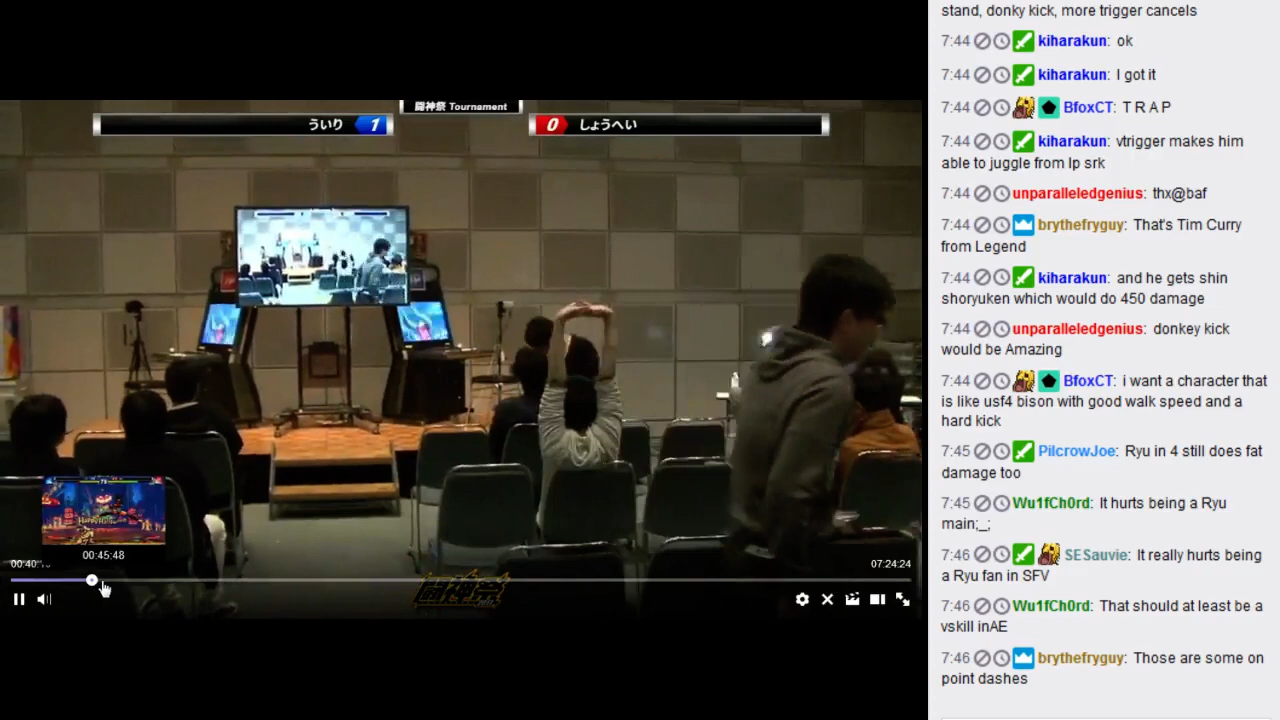 闘神祭 Tournament
ういり 1
0 しょうへい
00:45:48
07:24:24
闘神祭
stand, donky kick, more trigger cancels
7:44 kiharakun: ok
7:44 kiharakun: I got it
7:44 BfoxCT: T R A P
7:44 kiharakun: vtrigger makes him
able to juggle from lp srk
7:44 unparalleledgenius: thx@baf
7:44 brythefryguy: That's Tim Curry
from Legend
7:44 kiharakun: and he gets shin
shoryuken which would do 450 damage
7:44 unparalleledgenius: donkey kick
would be Amazing
7:44 BfoxCT: i want a character that
is like usf4 bison with good walk speed and a
hard kick
7:45 PilcrowJoe: Ryu in 4 still does fat
damage too
7:45 Wu1fCh0rd: It hurts being a Ryu
main;_;
7:46 SESauvie: It really hurts being
a Ryu fan in SFV
7:46 Wu1fCh0rd: That should at least be a
vskill inAE
7:46 brythefryguy: Those are some on
point dashes